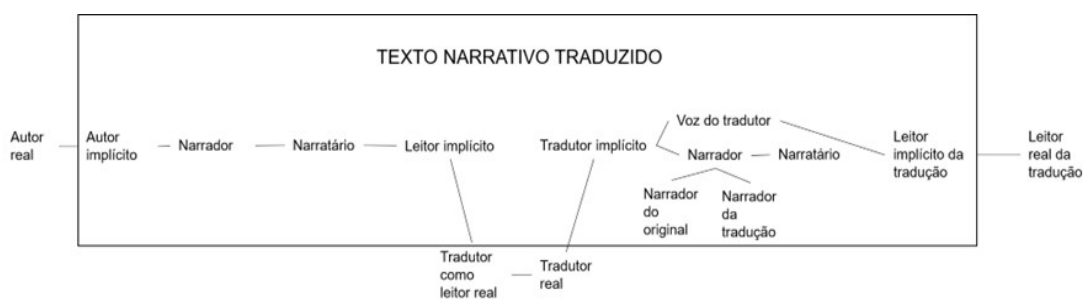 TEXTO NARRATIVO TRADUZIDO
Autor
real
Autor
implícito
Narrador
Narratário
Leitor implícito
Tradutor implícito
Voz do tradutor
Narrador
Narratário
Narrador
do
original
Narrador
da
tradução
Leitor
implícito da
tradução
Leitor
real da
tradução
Tradutor
como
leitor real
Tradutor
real